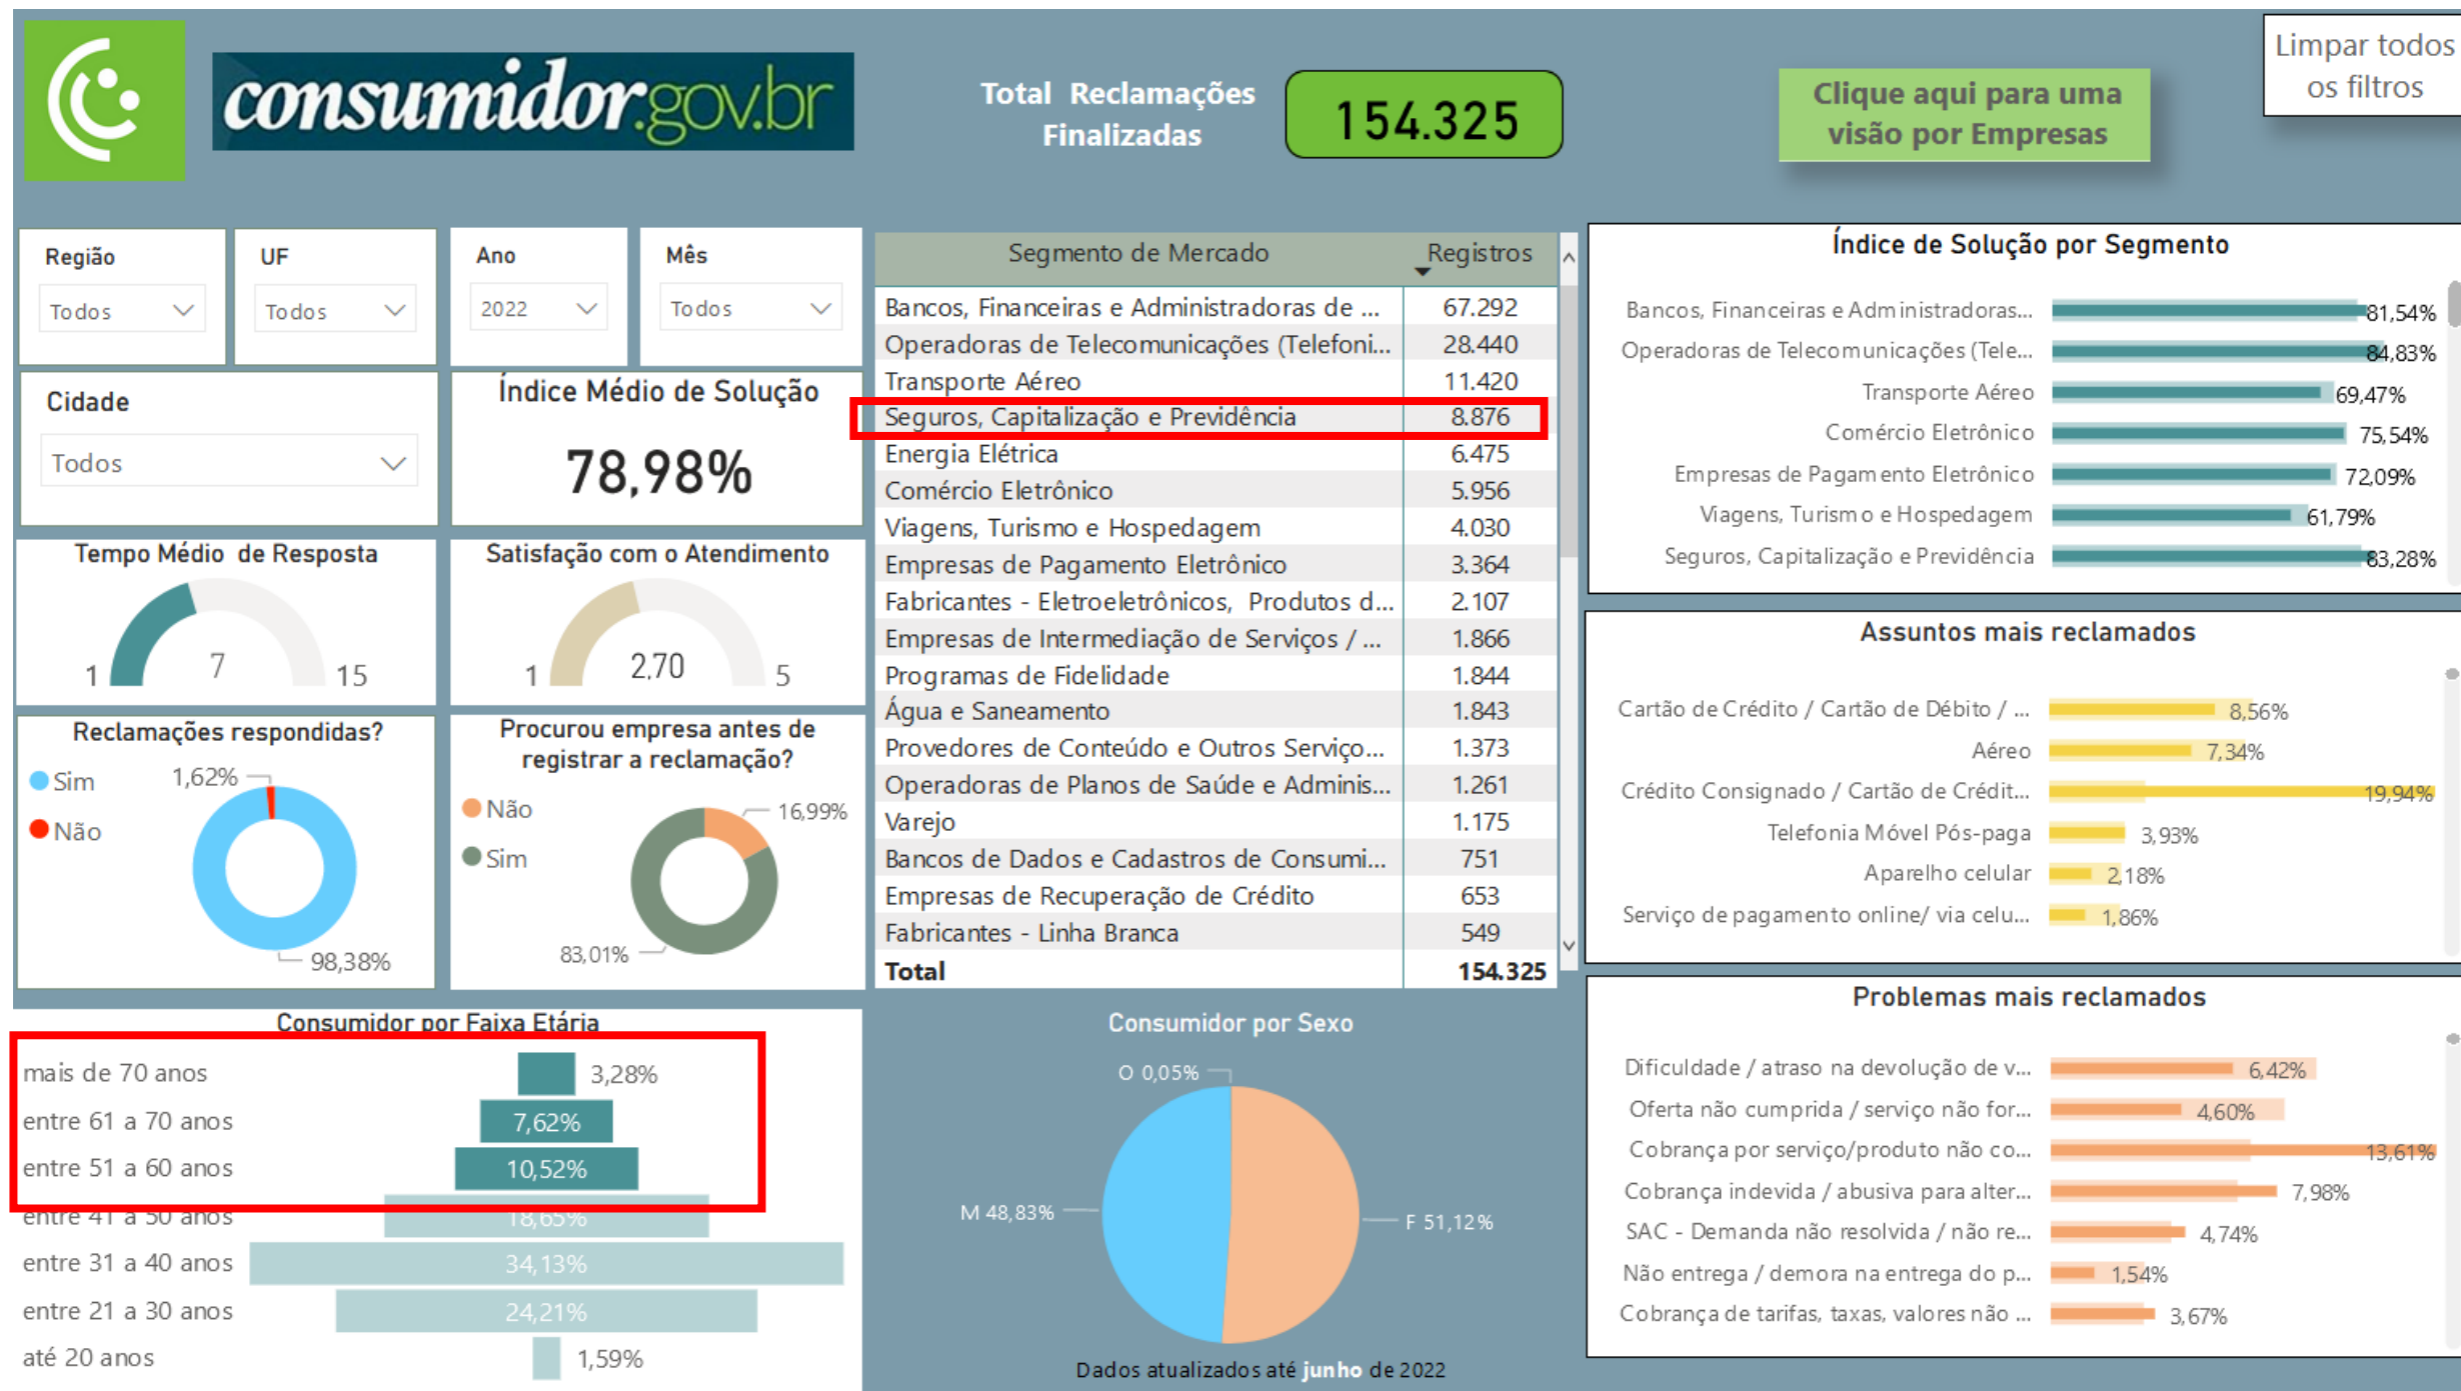 consumidor.gov.br
Total Reclamações
Finalizadas
154.325
Clique aqui para uma
visão por Empresas
Limpar todos
os filtros
Região
Todos
UF
Todos
Ano
2022
Mês
Todos
Cidade
Todos
Índice Médio de Solução
78,98%
Tempo Médio de Resposta
1
7
15
Satisfação com o Atendimento
1
2,70
5
Reclamações respondidas?
Sim
Não
1,62%
98,38%
Procurou empresa antes de
registrar a reclamação?
Não
Sim
16,99%
83,01%
Segmento de Mercado Registros
Bancos, Financeiras e Administradoras de ... 67.292
Operadoras de Telecomunicações (Telefoni... 28.440
Transporte Aéreo 11.420
Seguros, Capitalização e Previdência 8.876
Energia Elétrica 6.475
Comércio Eletrônico 5.956
Viagens, Turismo e Hospedagem 4.030
Empresas de Pagamento Eletrônico 3.364
Fabricantes - Eletroeletrônicos, Produtos d... 2.107
Empresas de Intermediação de Serviços / ... 1.866
Programas de Fidelidade 1.844
Água e Saneamento 1.843
Provedores de Conteúdo e Outros Serviço... 1.373
Operadoras de Planos de Saúde e Adminis... 1.261
Varejo 1.175
Bancos de Dados e Cadastros de Consumi... 751
Empresas de Recuperação de Crédito 653
Fabricantes - Linha Branca 549
Total 154.325
Índice de Solução por Segmento
Bancos, Financeiras e Administradoras... 81,54%
Operadoras de Telecomunicações (Tele... 84,83%
Transporte Aéreo 69,47%
Comércio Eletrônico 75,54%
Empresas de Pagamento Eletrônico 72,09%
Viagens, Turismo e Hospedagem 61,79%
Seguros, Capitalização e Previdência 83,28%
Assuntos mais reclamados
Cartão de Crédito / Cartão de Débito / ... 8,56%
Aéreo 7,34%
Crédito Consignado / Cartão de Crédit... 19,94%
Telefonia Móvel Pós-paga 3,93%
Aparelho celular 2,18%
Serviço de pagamento online/ via celu... 1,86%
Problemas mais reclamados
Dificuldade / atraso na devolução de v... 6,42%
Oferta não cumprida / serviço não for... 4,60%
Cobrança por serviço/produto não co... 13,61%
Cobrança indevida / abusiva para alter... 7,98%
SAC - Demanda não resolvida / não re... 4,74%
Não entrega / demora na entrega do p... 1,54%
Cobrança de tarifas, taxas, valores não ... 3,67%
Consumidor por Faixa Etária
mais de 70 anos 3,28%
entre 61 a 70 anos 7,62%
entre 51 a 60 anos 10,52%
entre 41 a 50 anos 18,65%
entre 31 a 40 anos 34,13%
entre 21 a 30 anos 24,21%
até 20 anos 1,59%
Consumidor por Sexo
O 0,05%
M 48,83%
F 51,12%
Dados atualizados até junho de 2022